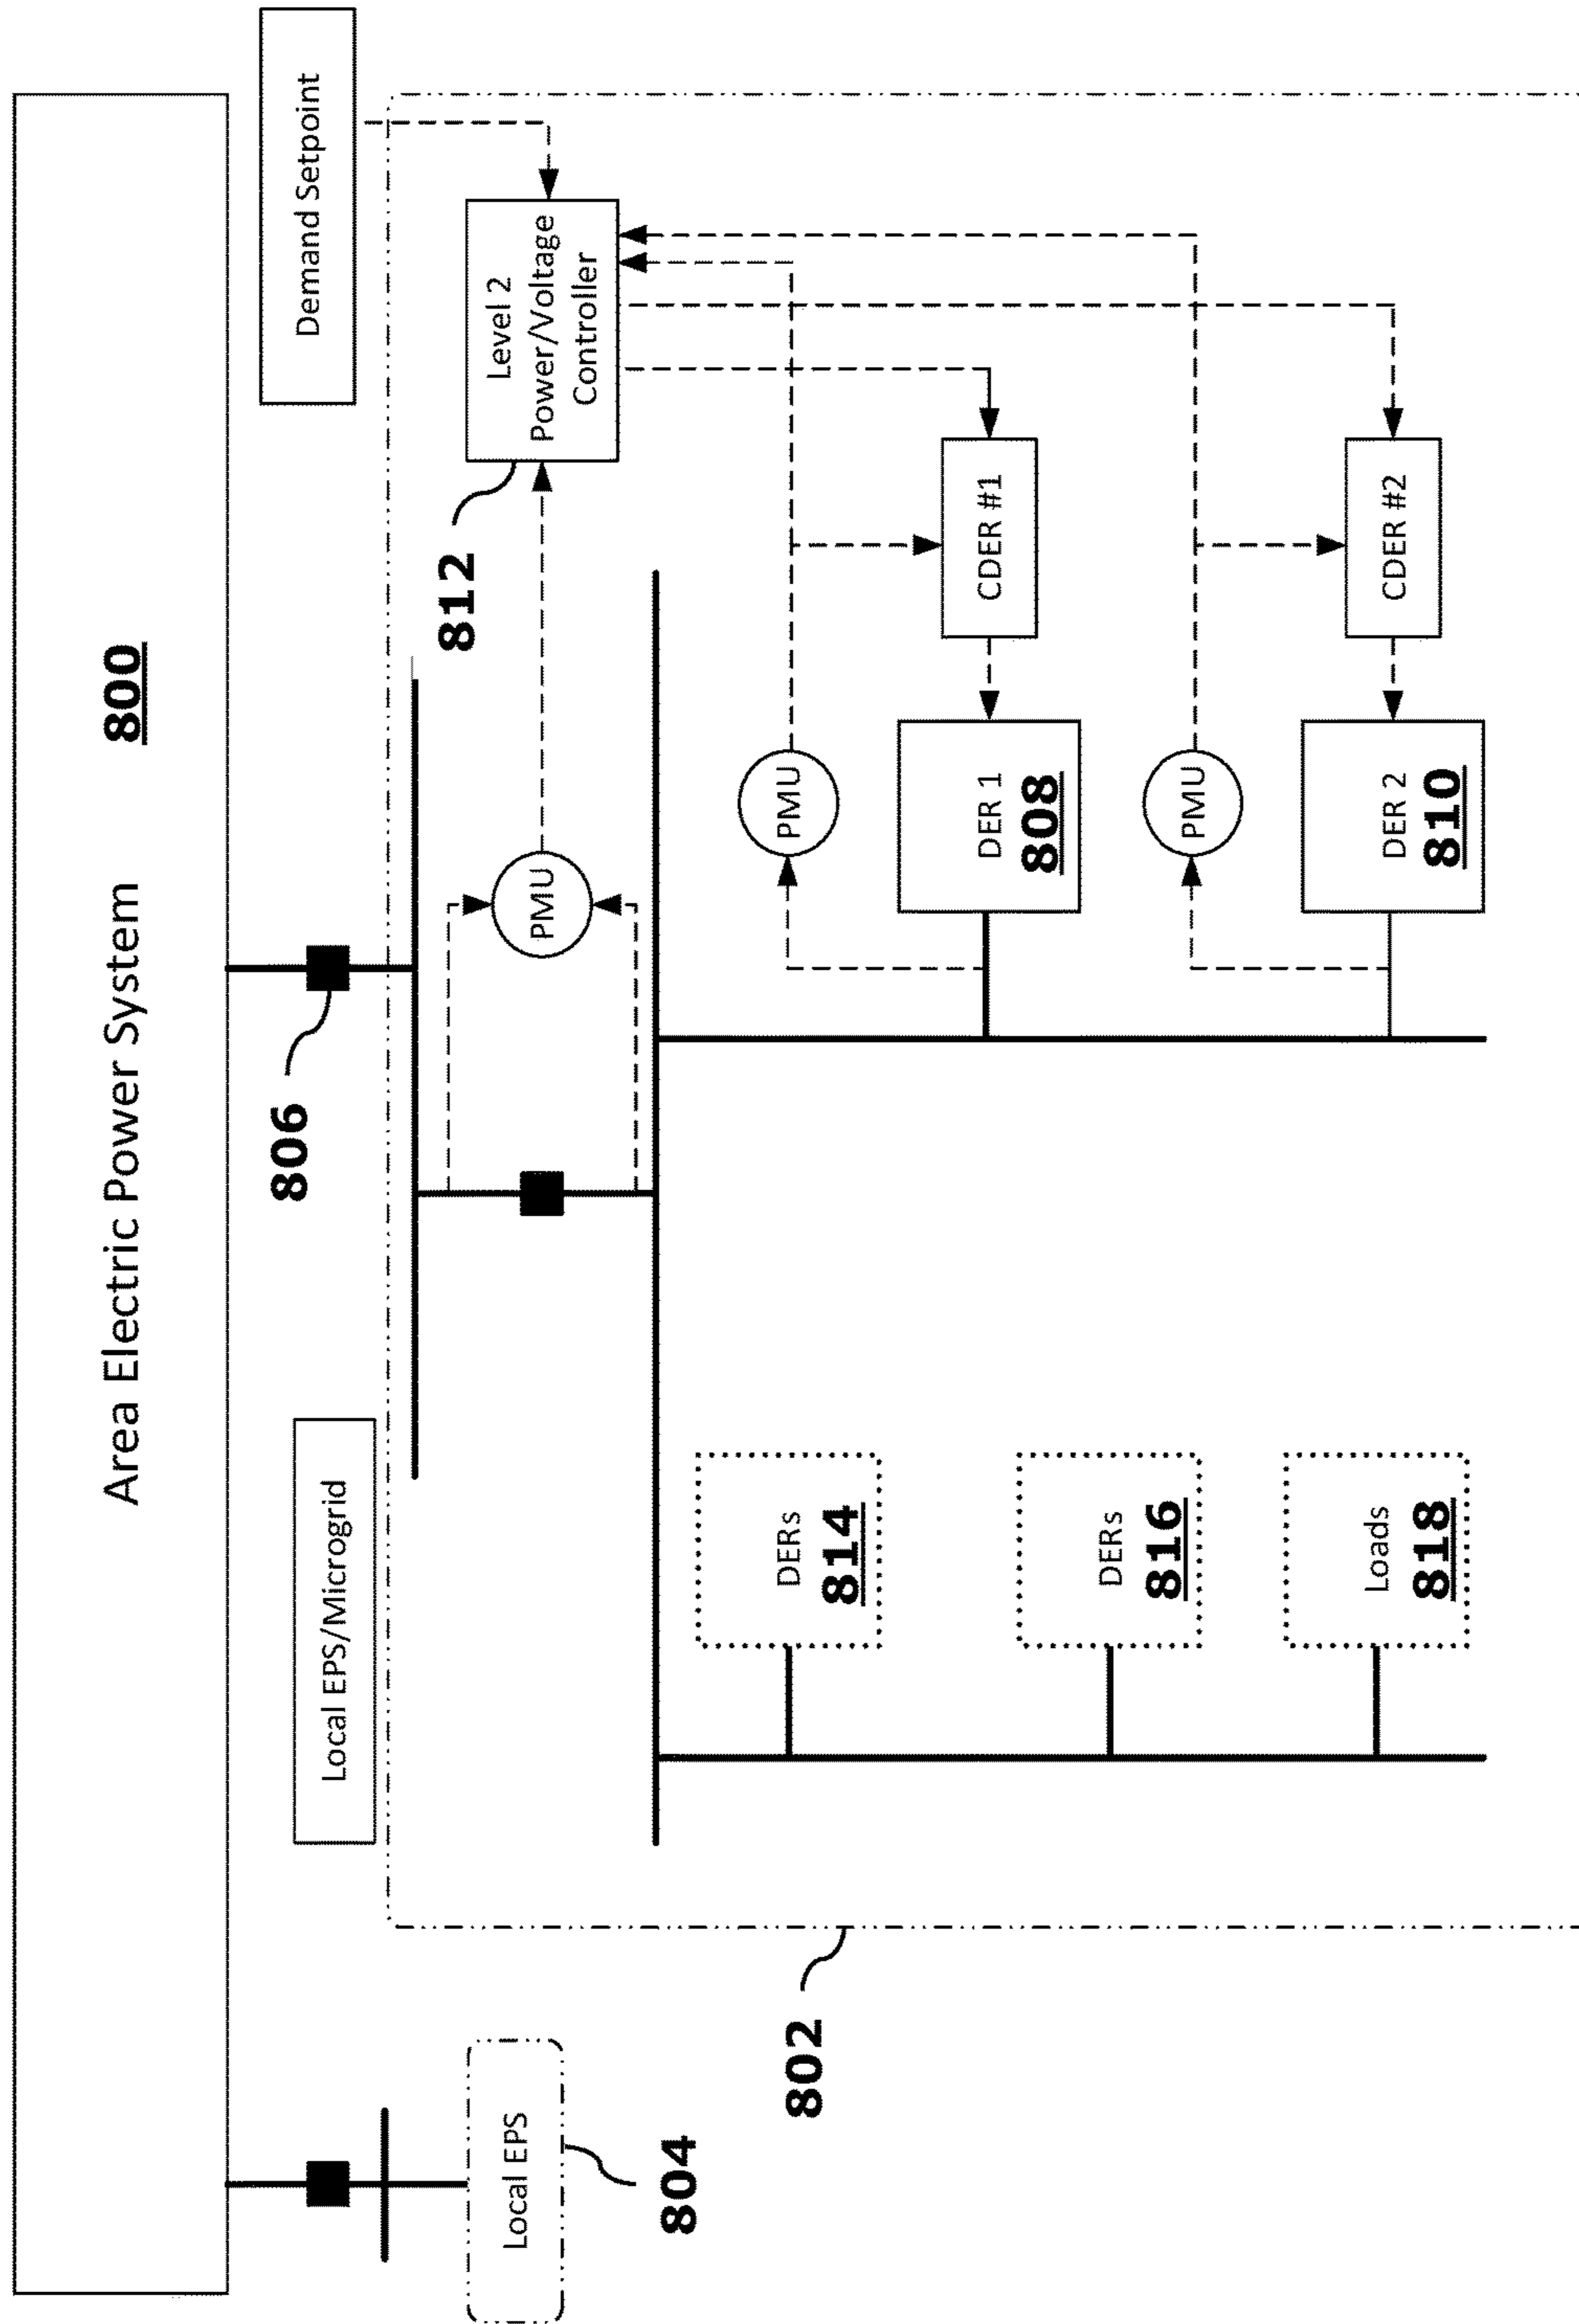 Area Electric Power System
800
Demand Setpoint
Local EPS/Microgrid
806
812
Level 2
Power/Voltage
Controller
PMU
Local EPS
804
802
DERs
814
DERs
816
Loads
818
PMU
DER 1
808
CDER #1
PMU
DER 2
810
CDER #2